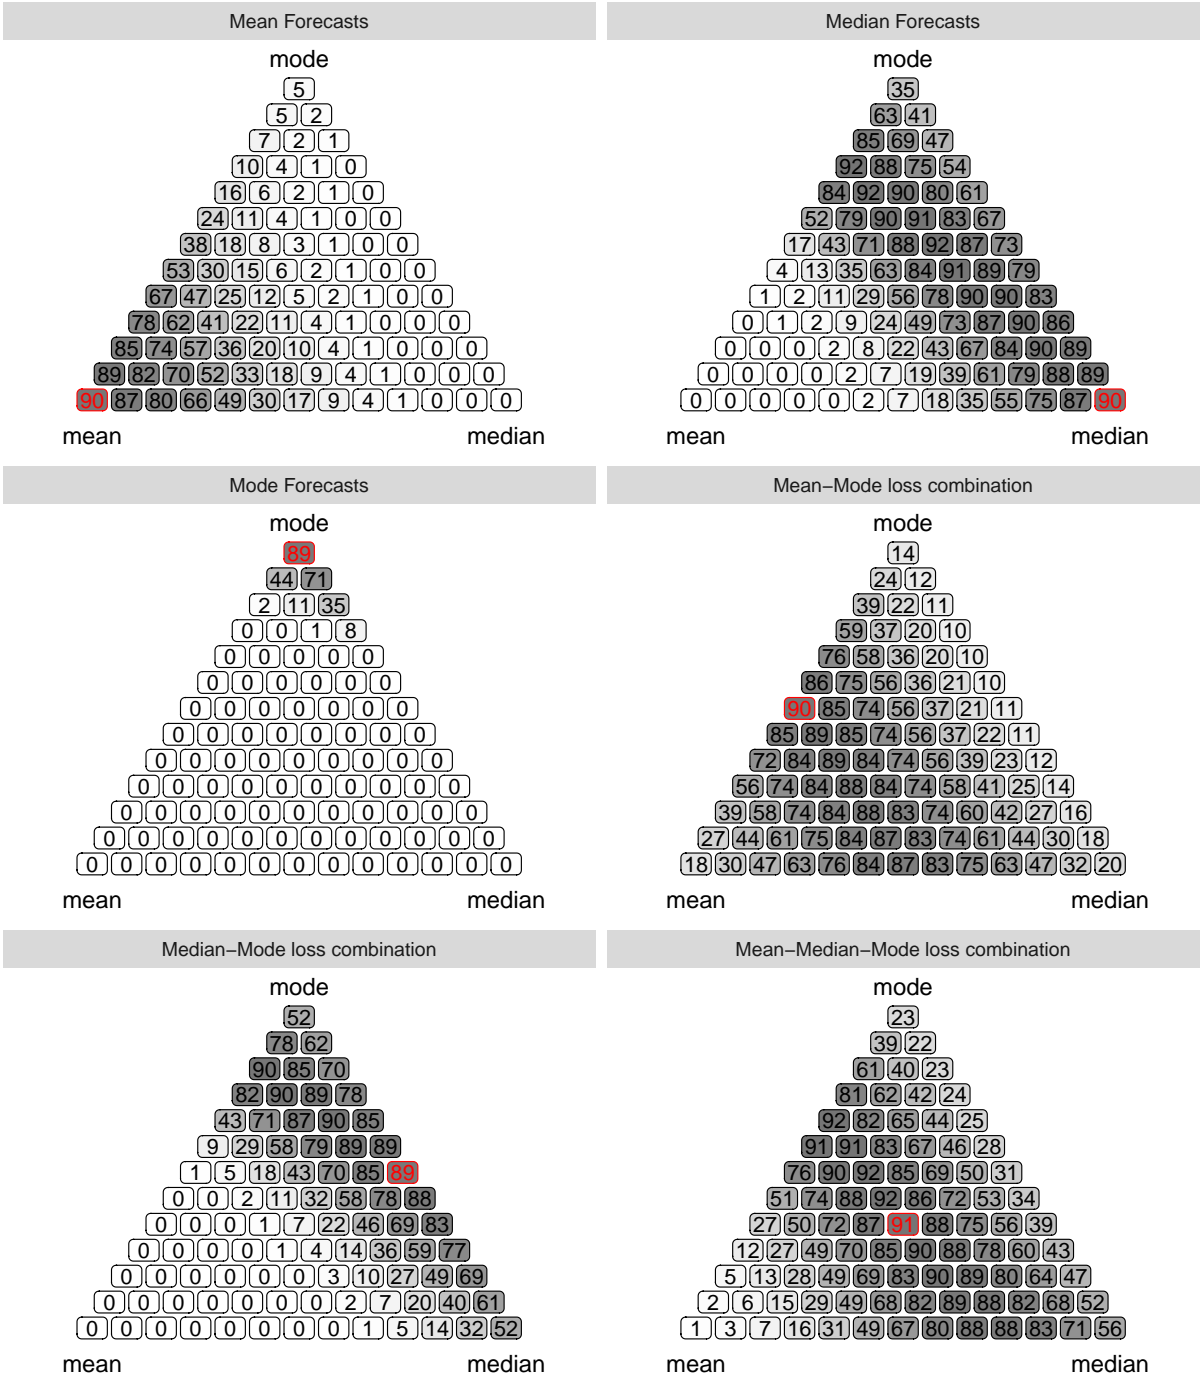 Mean Forecasts
mode
5
5 2
7 2 1
10 4 1 0
16 6 2 1 0
24 11 4 1 0 0
38 18 8 3 1 0 0
53 30 15 6 2 1 0 0
67 47 25 12 5 2 1 0 0
78 62 41 22 11 4 1 0 0 0
85 74 57 36 20 10 4 1 0 0 0
89 82 70 52 33 18 9 4 1 0 0 0
90 87 80 66 49 30 17 9 4 1 0 0 0
mean median
Median Forecasts
mode
35
63 41
85 69 47
92 88 75 54
84 92 90 80 61
52 79 90 91 83 67
17 43 71 88 92 87 73
4 13 35 63 84 91 89 79
1 2 11 29 56 78 90 90 83
0 1 2 9 24 49 73 87 90 86
0 0 0 2 8 22 43 67 84 90 89
0 0 0 0 2 7 19 39 61 79 88 89
0 0 0 0 0 2 7 18 35 55 75 87 90
mean median
Mode Forecasts
mode
89
44 71
2 11 35
0 0 1 8
0 0 0 0 0
0 0 0 0 0 0
0 0 0 0 0 0 0
0 0 0 0 0 0 0 0
0 0 0 0 0 0 0 0 0
0 0 0 0 0 0 0 0 0 0
0 0 0 0 0 0 0 0 0 0 0
0 0 0 0 0 0 0 0 0 0 0 0
0 0 0 0 0 0 0 0 0 0 0 0 0
mean median
Mean−Mode loss combination
mode
14
24 12
39 22 11
59 37 20 10
76 58 36 20 10
86 75 56 36 21 10
90 85 74 56 37 21 11
85 89 85 74 56 37 22 11
72 84 89 84 74 56 39 23 12
56 74 84 88 84 74 58 41 25 14
39 58 74 84 88 83 74 60 42 27 16
27 44 61 75 84 87 83 74 61 44 30 18
18 30 47 63 76 84 87 83 75 63 47 32 20
mean median
Median−Mode loss combination
mode
52
78 62
90 85 70
82 90 89 78
43 71 87 90 85
9 29 58 79 89 89
1 5 18 43 70 85 89
0 0 2 11 32 58 78 88
0 0 0 1 7 22 46 69 83
0 0 0 0 1 4 14 36 59 77
0 0 0 0 0 0 3 10 27 49 69
0 0 0 0 0 0 0 2 7 20 40 61
0 0 0 0 0 0 0 0 1 5 14 32 52
mean median
Mean−Median−Mode loss combination
mode
23
39 22
61 40 23
81 62 42 24
92 82 65 44 25
91 91 83 67 46 28
76 90 92 85 69 50 31
51 74 88 92 86 72 53 34
27 50 72 87 91 88 75 56 39
12 27 49 70 85 90 88 78 60 43
5 13 28 49 69 83 90 89 80 64 47
2 6 15 29 49 68 82 89 88 82 68 52
1 3 7 16 31 49 67 80 88 88 83 71 56
mean median